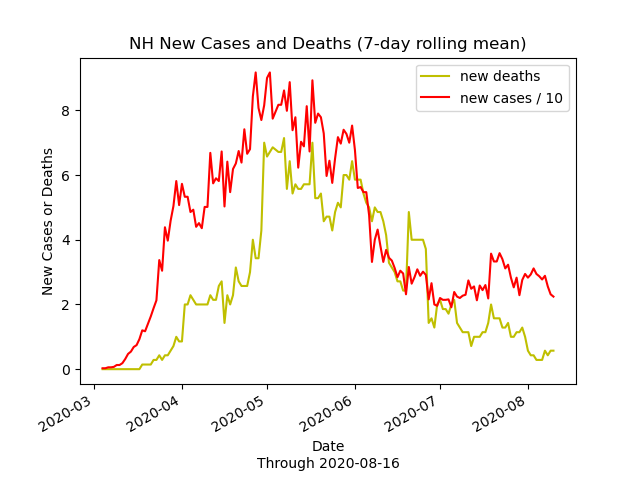 NH New Cases and Deaths (7-day rolling mean)
new deaths
new cases / 10
New Cases or Deaths
8
6
4
2
0
2020-03
2020-04
2020-05
2020-06
2020-07
2020-08
Date
Through 2020-08-16